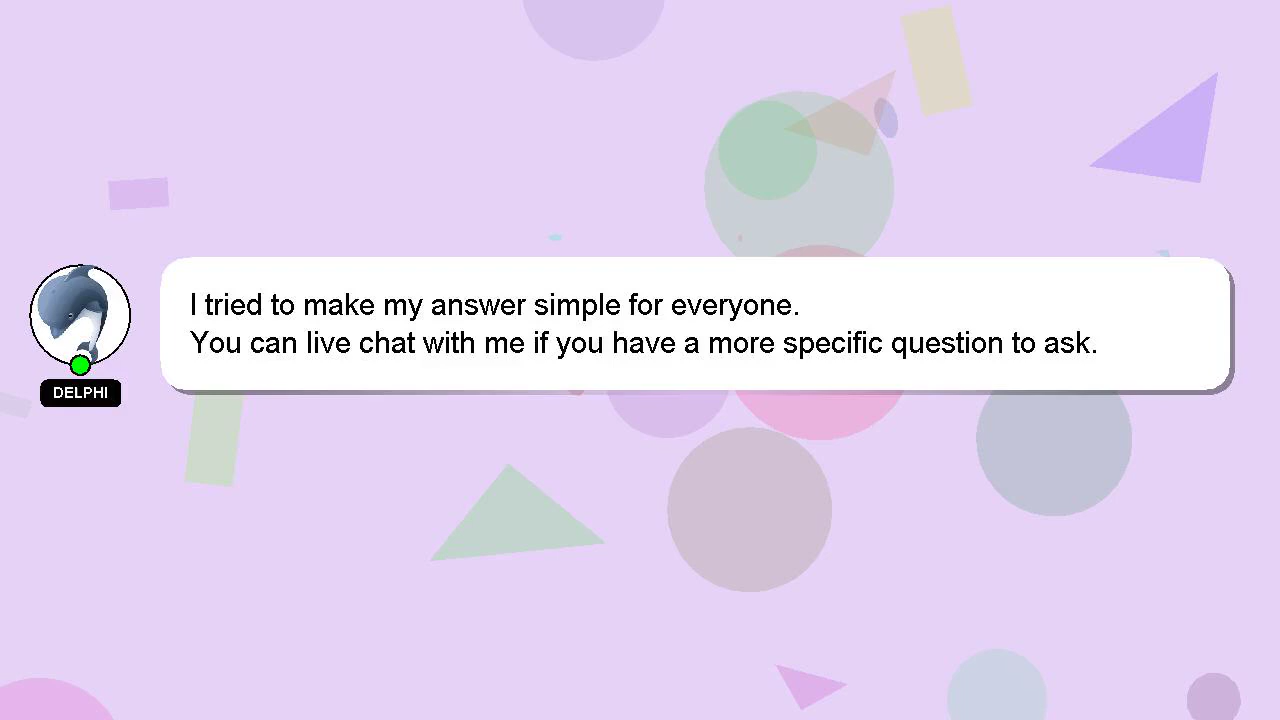 I tried to make my answer simple for everyone.
You can live chat with me if you have a more specific question to ask.
DELPHI